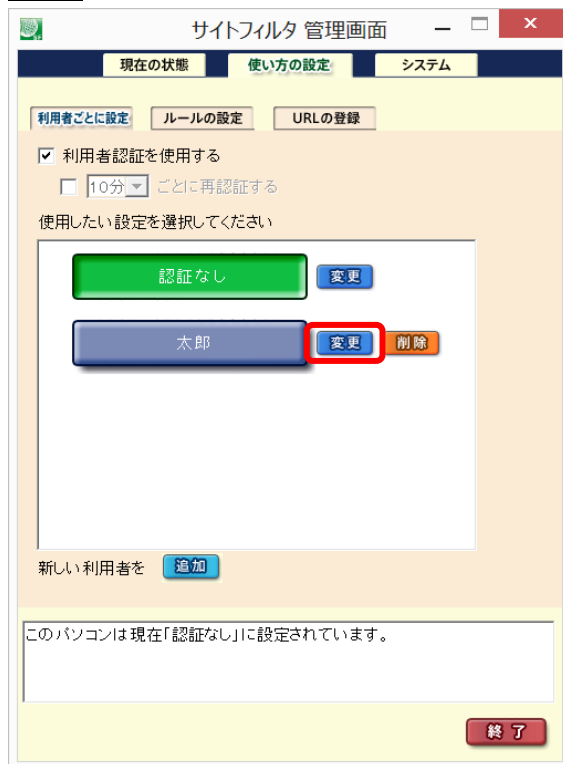 サイトフィルタ 管理画面
現在の状態 使い方の設定 システム
利用者ごとに設定 ルールの設定 URLの登録
利用者認証を使用する
10分 ごとに再認証する
使用したい設定を選択してください
認証なし 変更
太郎 変更 削除
新しい利用者を 追加
このパソコンは現在「認証なし」に設定されています。
終了